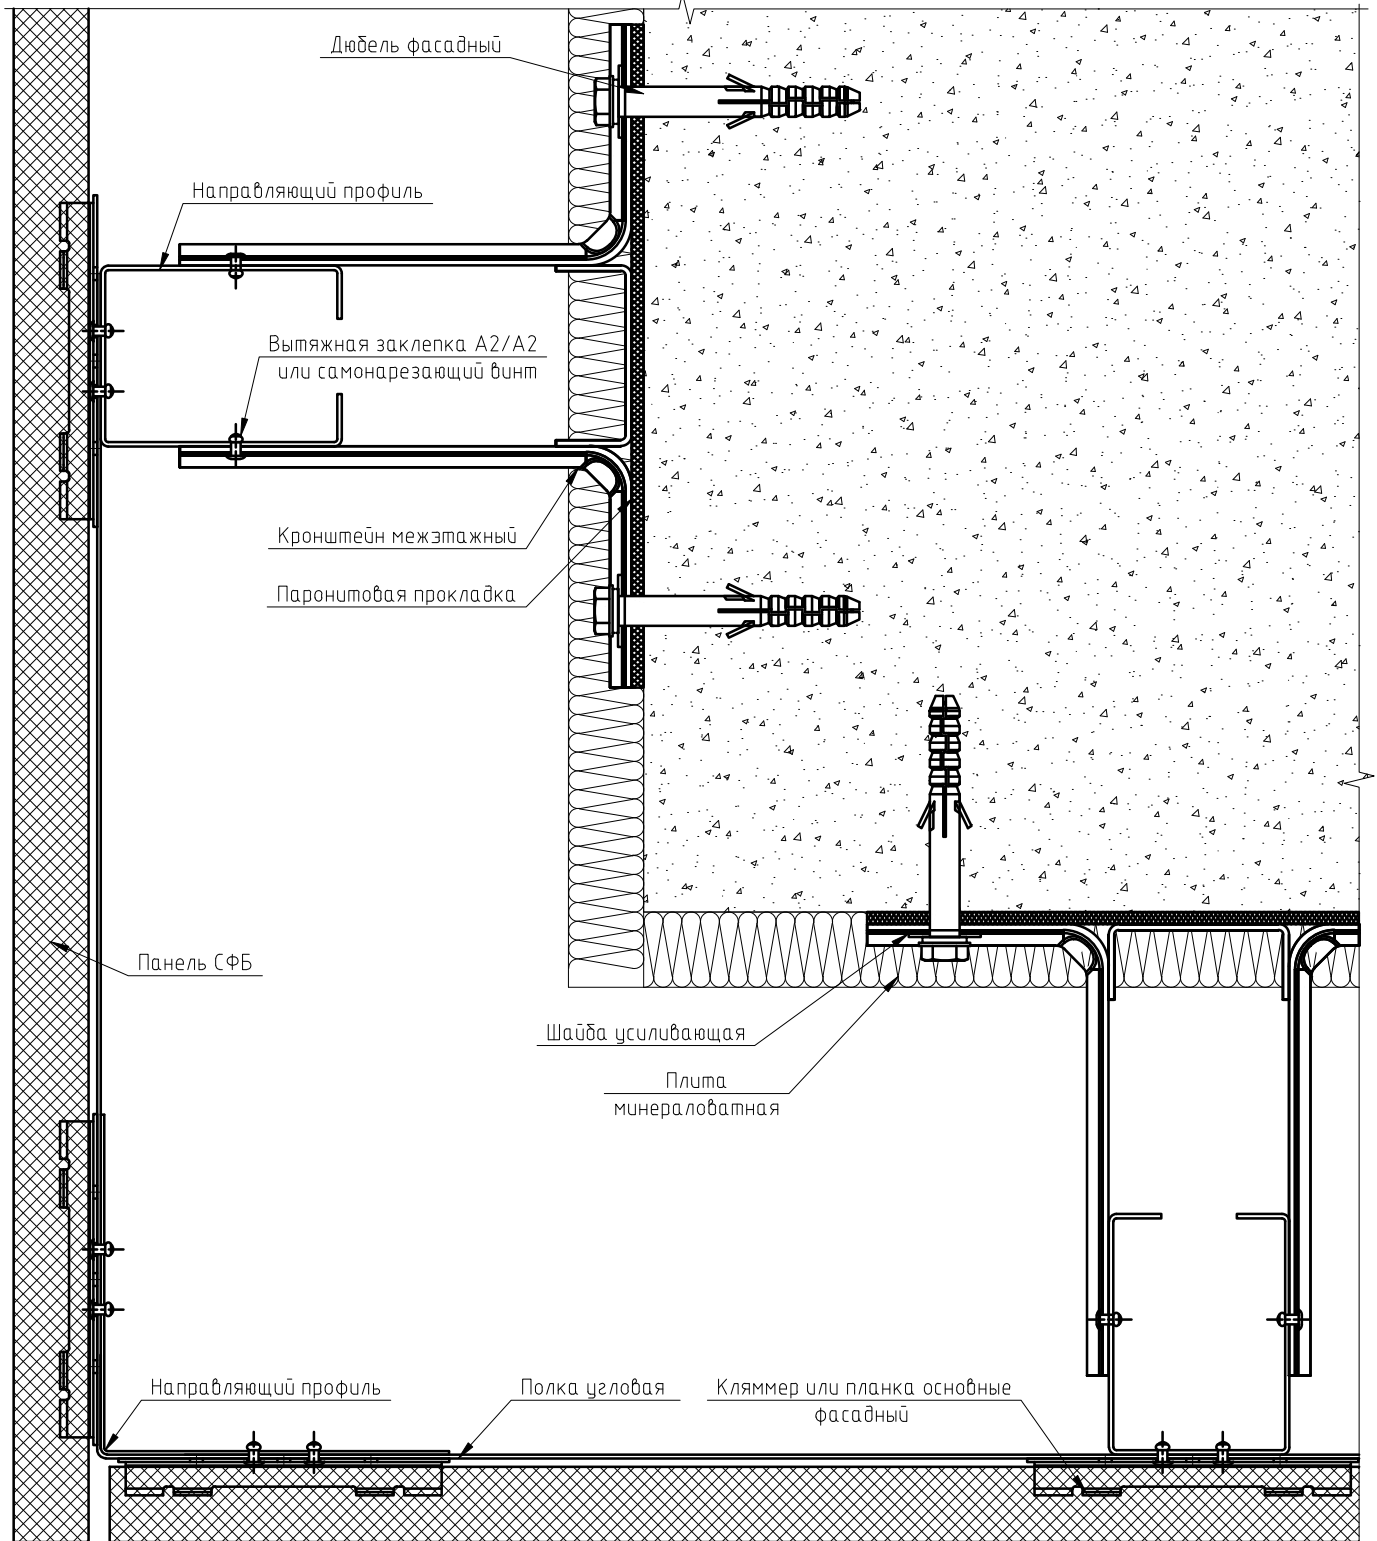 Дюбель фасадный
Направляющий профиль
Вытяжная заклепка А2/А2
или самонарезающий винт
Кронштейн межэтажный
Паронитовая прокладка
Панель СФБ
Шайба усиливающая
Плита
минераловатная
Направляющий профиль
Полка угловая
Кляммер или планка основные
фасадный